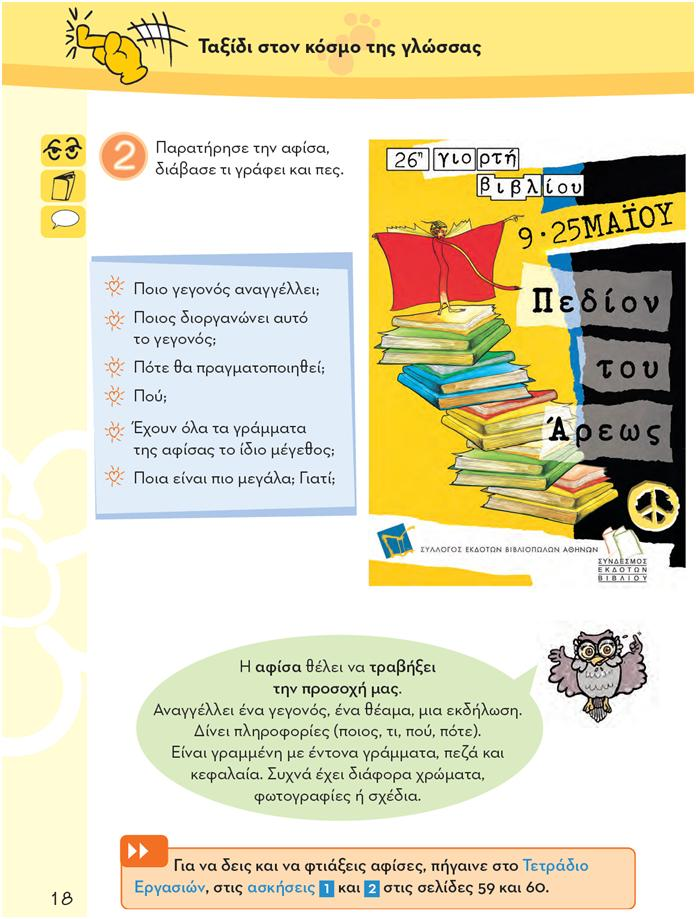 Ταξίδι στον κόσμο της γλώσσας
2
Παρατήρησε την αφίσα,
διάβασε τι γράφει και πες.
Ποιο γεγονός αναγγέλλει;
Ποιος διοργανώνει αυτό
το γεγονός;
Πότε θα πραγματοποιηθεί;
Πού;
Έχουν όλα τα γράμματα
της αφίσας το ίδιο μέγεθος;
Ποια είναι πιο μεγάλα; Γιατί;
26η γιορτή
βιβλίου
9·25ΜΑΪΟΥ
Πεδίον
του
Άρεως
ΣΥΛΛΟΓΟΣ ΕΚΔΟΤΩΝ ΒΙΒΛΙΟΠΩΛΩΝ ΑΘΗΝΩΝ
ΣΥΝΔΕΣΜΟΣ
ΕΚΔΟΤΩΝ
ΒΙΒΛΙΟΥ
Η αφίσα θέλει να τραβήξει
την προσοχή μας.
Αναγγέλλει ένα γεγονός, ένα θέαμα, μια εκδήλωση.
Δίνει πληροφορίες (ποιος, τι, πού, πότε).
Είναι γραμμένη με έντονα γράμματα, πεζά και
κεφαλαία. Συχνά έχει διάφορα χρώματα,
φωτογραφίες ή σχέδια.
Για να δεις και να φτιάξεις αφίσες, πήγαινε στο Τετράδιο
Εργασιών, στις ασκήσεις 1 και 2 στις σελίδες 59 και 60.
18